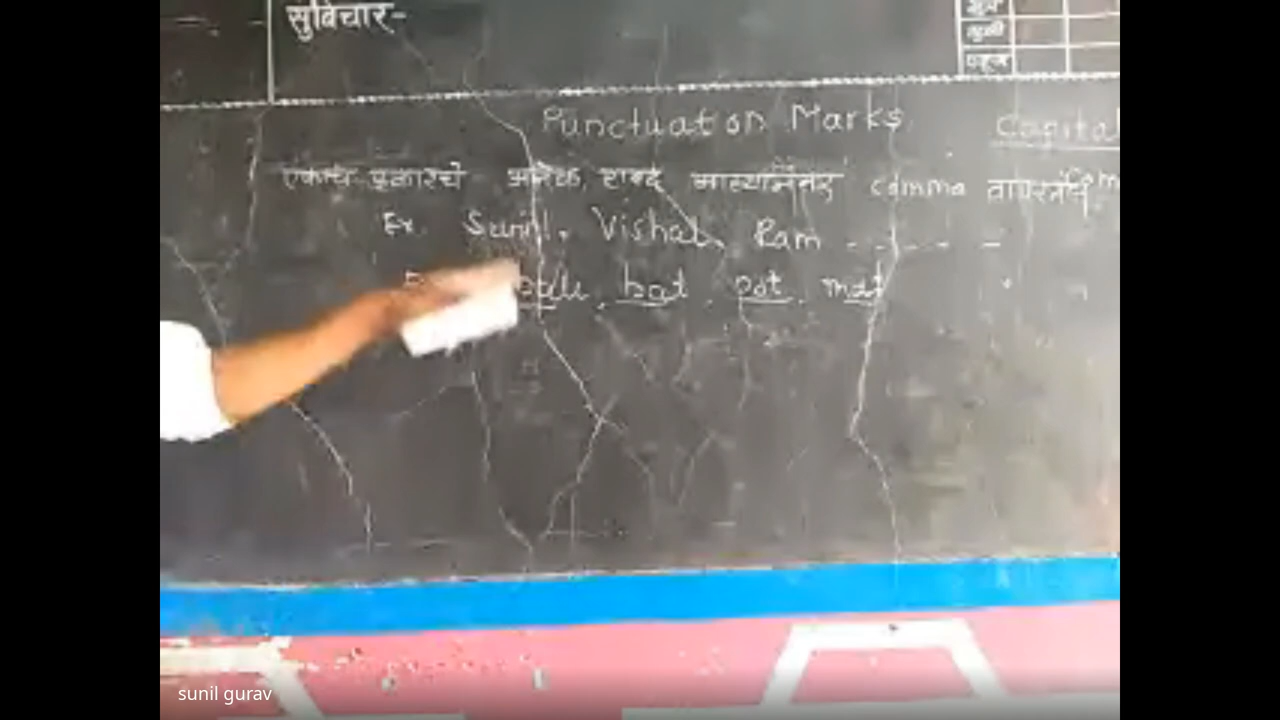 सुविचार-
Punctuation Marks
Capital
एकाच प्रकारचे अनेक शब्द आल्यानंतर comma वापरतात.
Ex. Sunil, Vishal, Ram - - - - -
ball, bat, pot, mat
sunil gurav